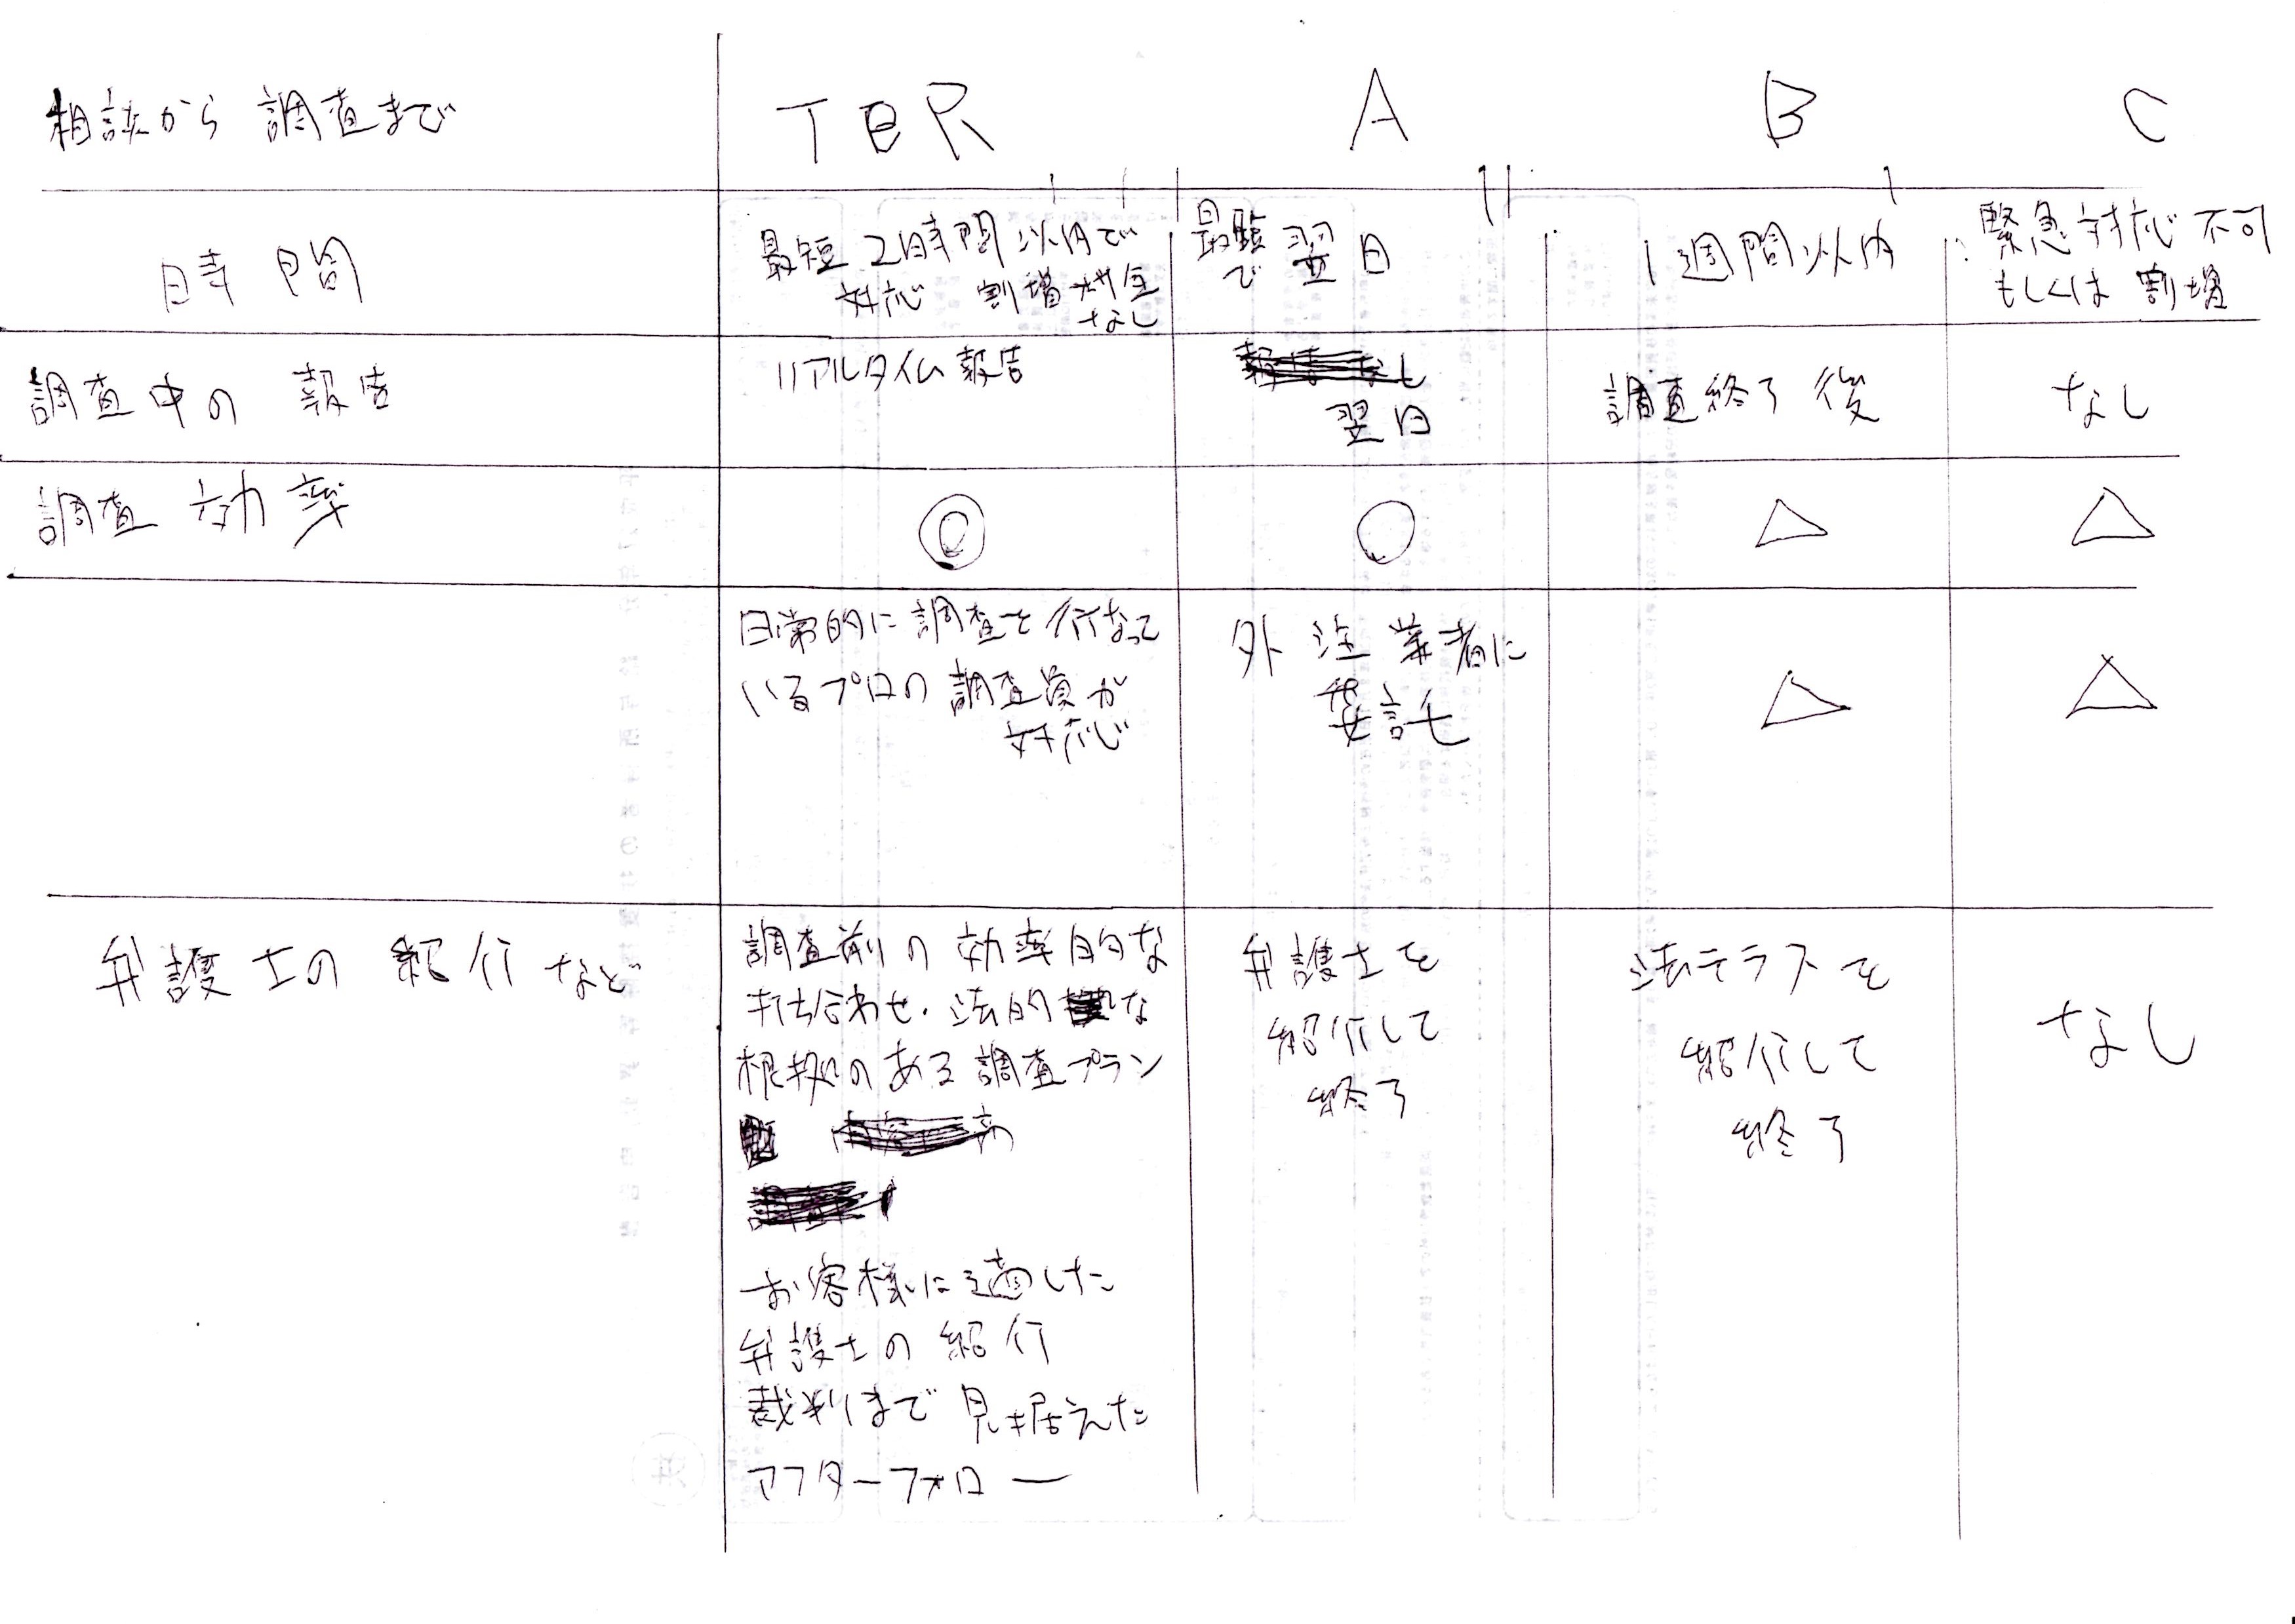 相談から 調査まで
TER
A
B
C
時間
最短 2時間以内で
対応 割増料金
なし
最短 翌日
で
1週間以内
緊急対応不可
もしくは 割増
調査中の 報告
リアルタイム報告
翌日
調査終了後
なし
調査 効率
◎
○
△
△
日常的に調査を行なって
いるプロの調査員が
対応
外注業者に
委託
△
△
弁護士の 紹介 など
調査前の 効率的な
打ち合わせ・法的な
根拠のある調査プラン
お客様に適した
弁護士の 紹介
裁判まで 見据えた
アフターフォロー
弁護士を
紹介して
終了
法テラスを
紹介して
終了
なし